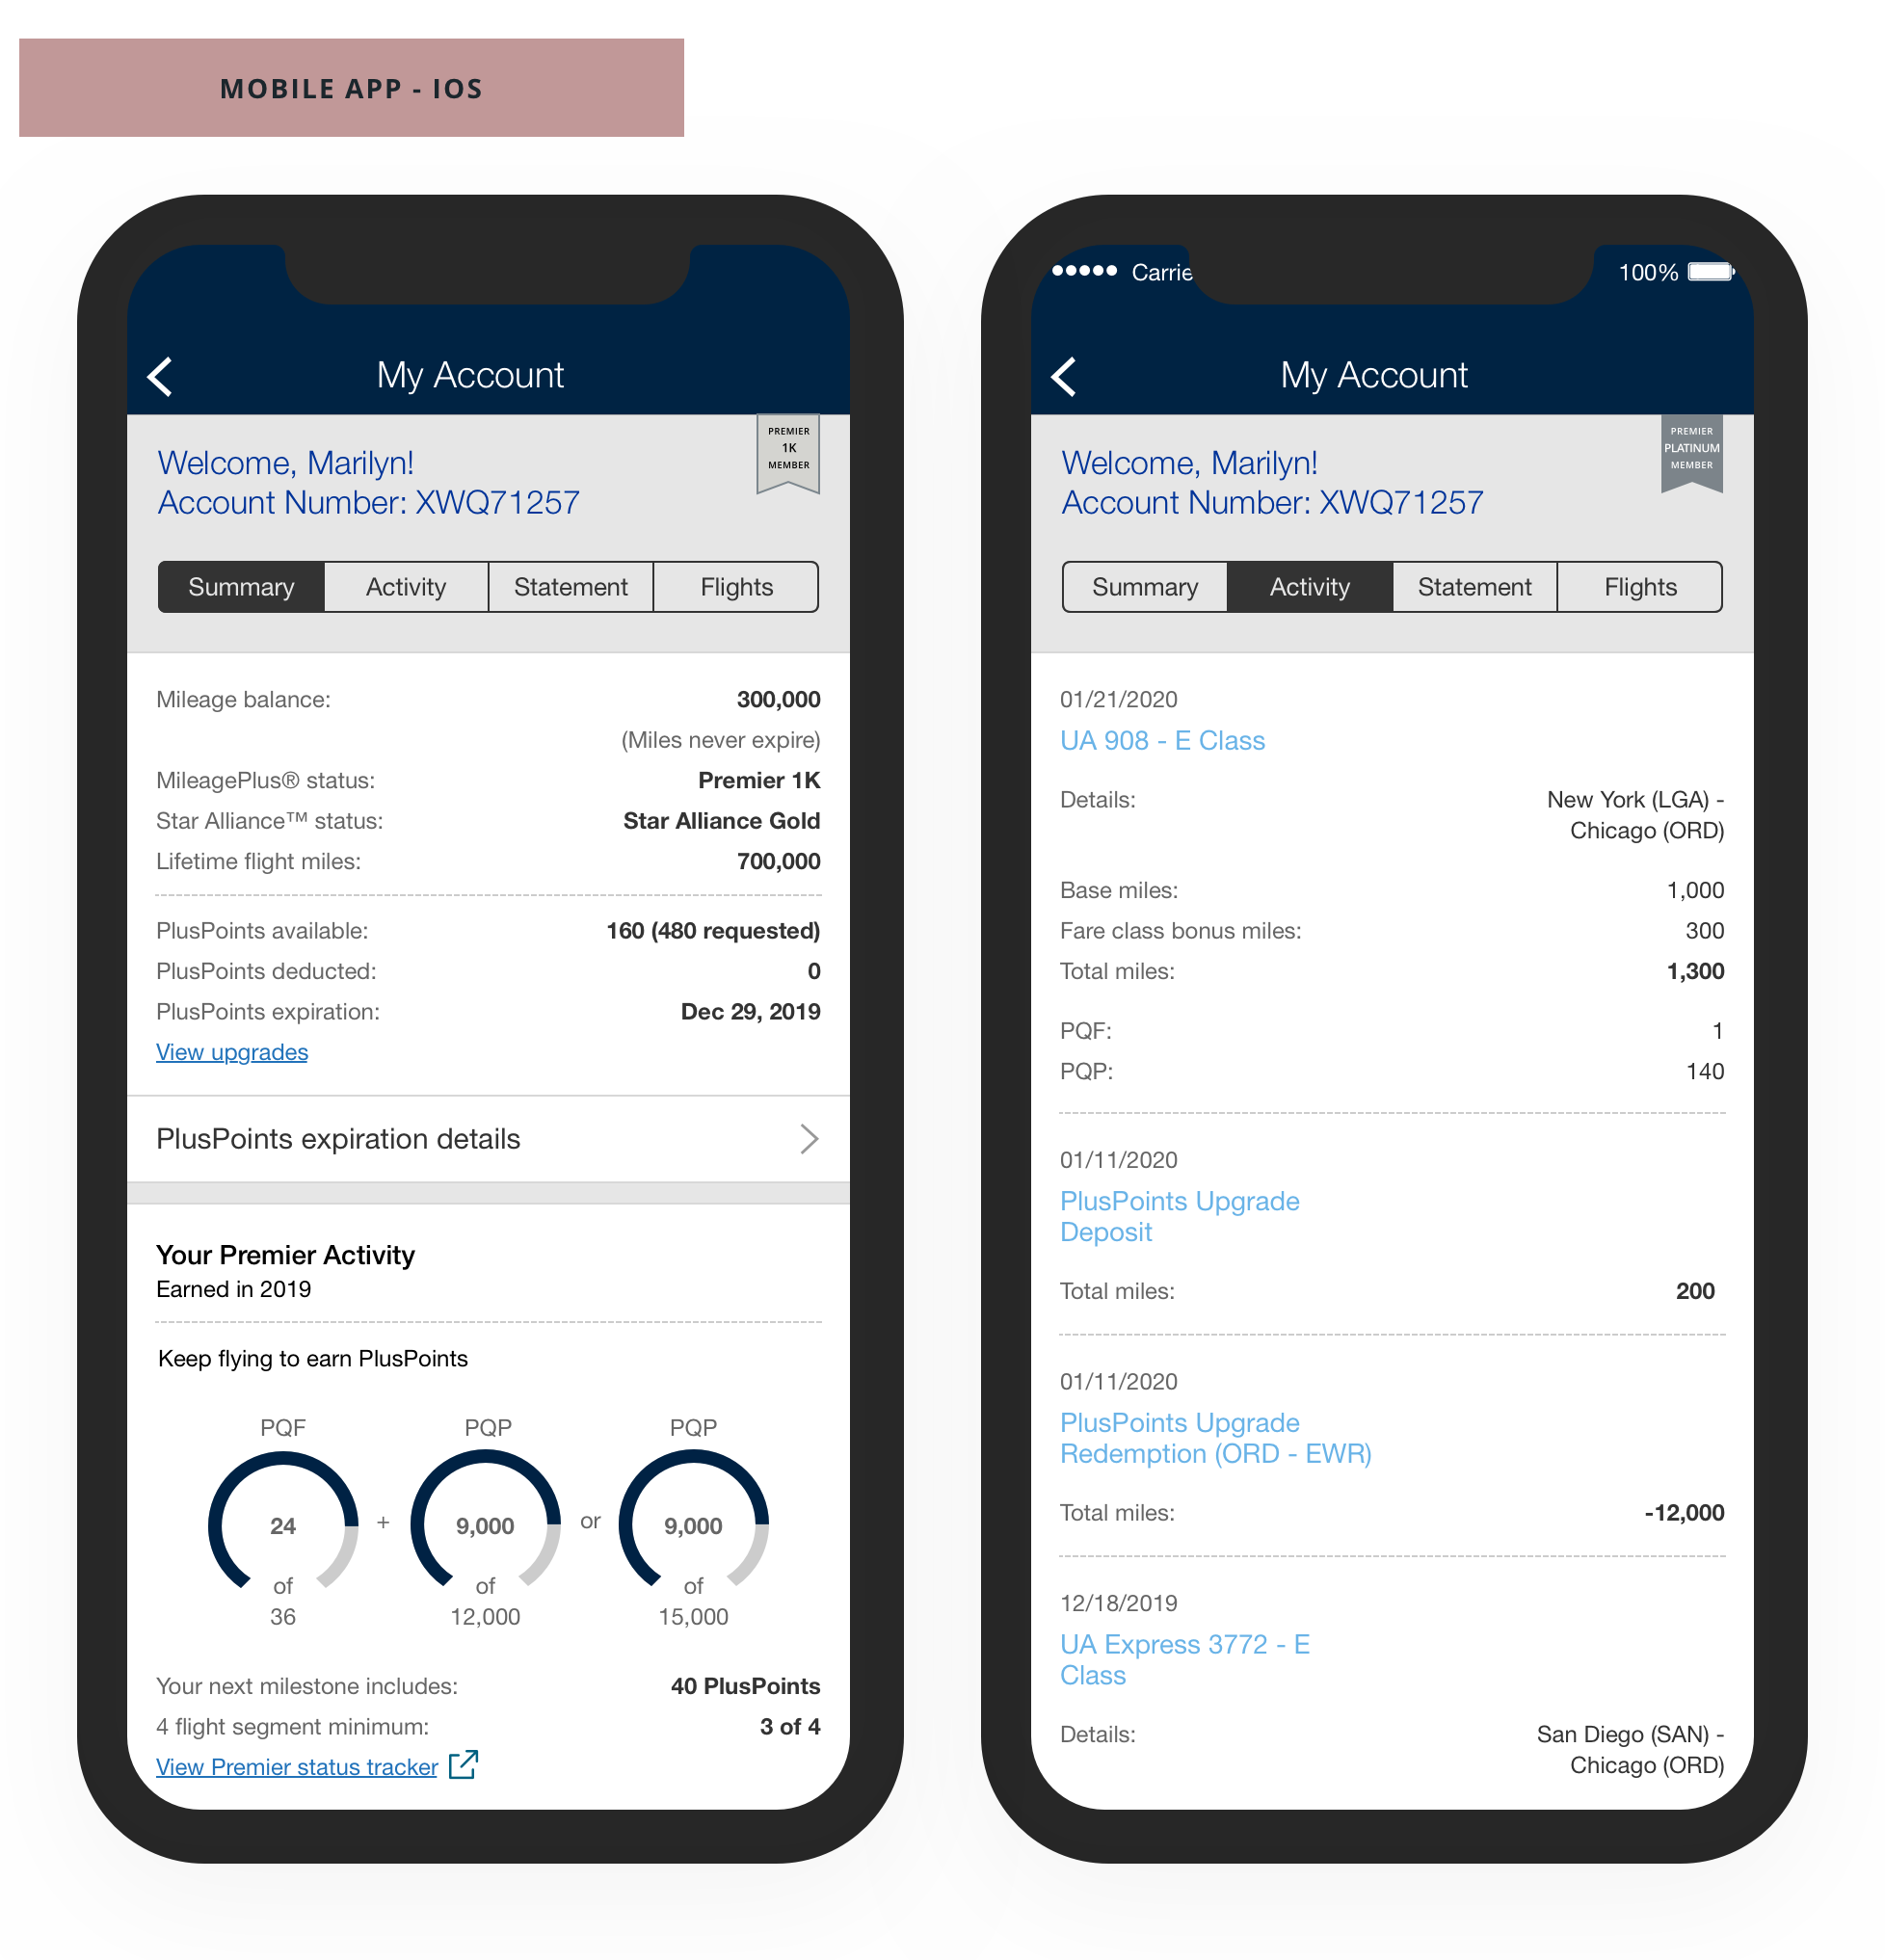 MOBILE APP - IOS
My Account
Welcome, Marilyn!
Account Number: XWQ71257
PREMIER
1K
MEMBER
Summary Activity Statement Flights
Mileage balance: 300,000
(Miles never expire)
MileagePlus® status: Premier 1K
Star Alliance™ status: Star Alliance Gold
Lifetime flight miles: 700,000
PlusPoints available: 160 (480 requested)
PlusPoints deducted: 0
PlusPoints expiration: Dec 29, 2019
View upgrades
PlusPoints expiration details
Your Premier Activity
Earned in 2019
Keep flying to earn PlusPoints
PQF PQP PQP
24 + 9,000 or 9,000
of of of
36 12,000 15,000
Your next milestone includes: 40 PlusPoints
4 flight segment minimum: 3 of 4
View Premier status tracker
Carrie 100%
My Account
Welcome, Marilyn!
Account Number: XWQ71257
PREMIER
PLATINUM
MEMBER
Summary Activity Statement Flights
01/21/2020
UA 908 - E Class
Details: New York (LGA) -
Chicago (ORD)
Base miles: 1,000
Fare class bonus miles: 300
Total miles: 1,300
PQF: 1
PQP: 140
01/11/2020
PlusPoints Upgrade
Deposit
Total miles: 200
01/11/2020
PlusPoints Upgrade
Redemption (ORD - EWR)
Total miles: -12,000
12/18/2019
UA Express 3772 - E
Class
Details: San Diego (SAN) -
Chicago (ORD)